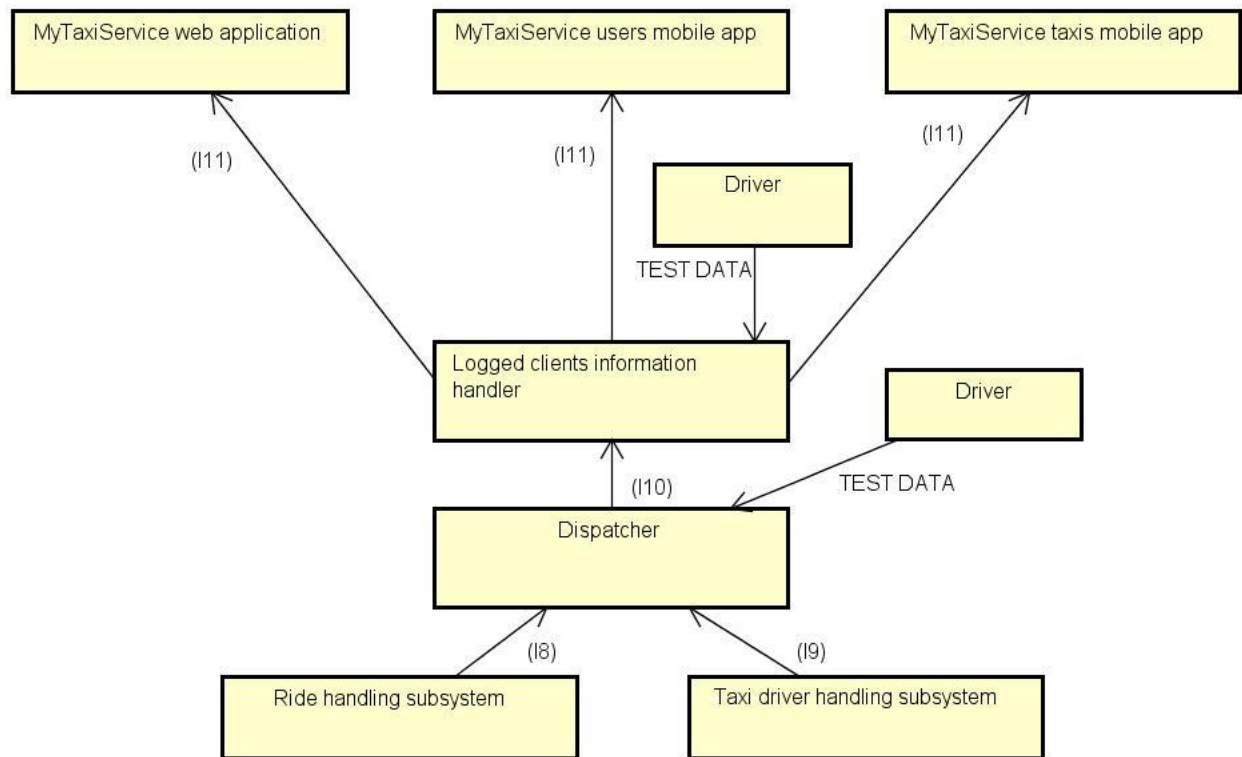 MyTaxiService web application
MyTaxiService users mobile app
MyTaxiService taxis mobile app
(I11)
(I11)
(I11)
Driver
TEST DATA
Logged clients information
handler
Driver
(I10)
TEST DATA
Dispatcher
(I8)
(I9)
Ride handling subsystem
Taxi driver handling subsystem